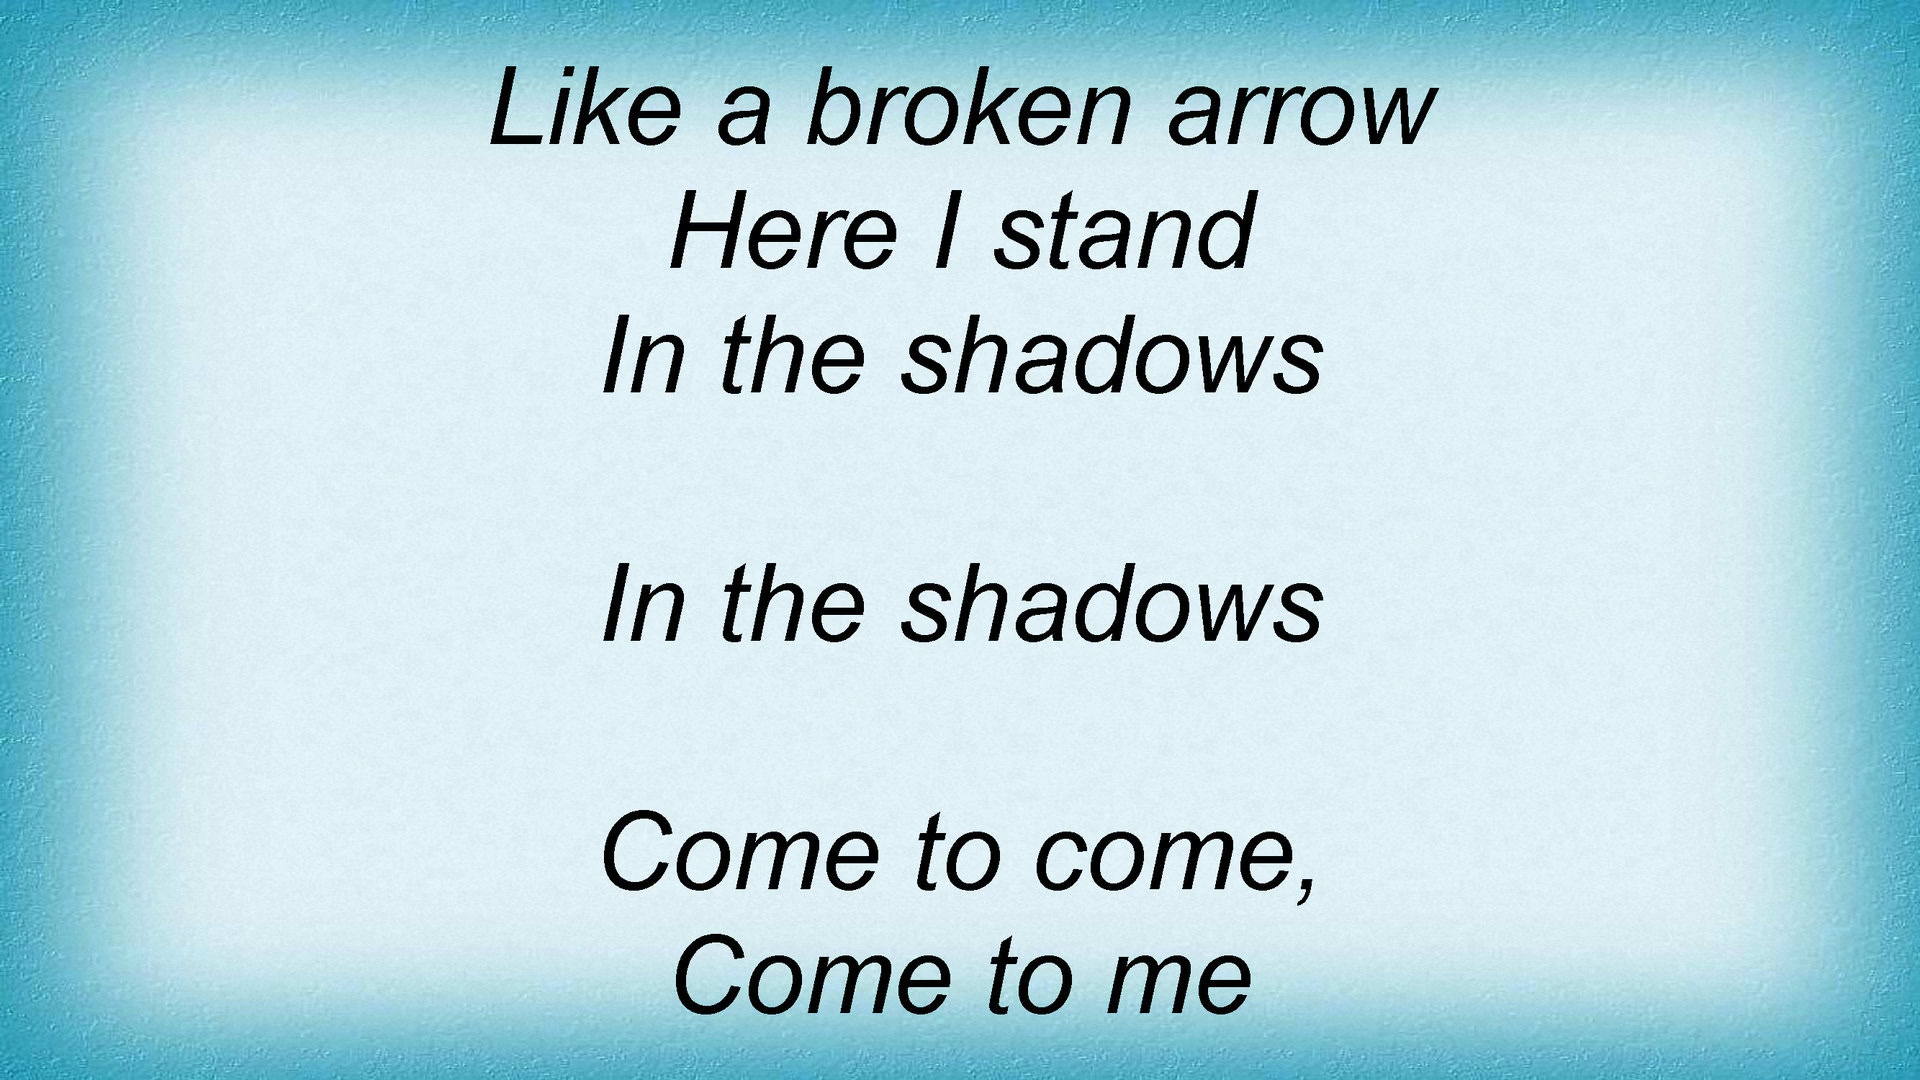 Like a broken arrow
Here I stand
In the shadows
In the shadows
Come to come,
Come to me